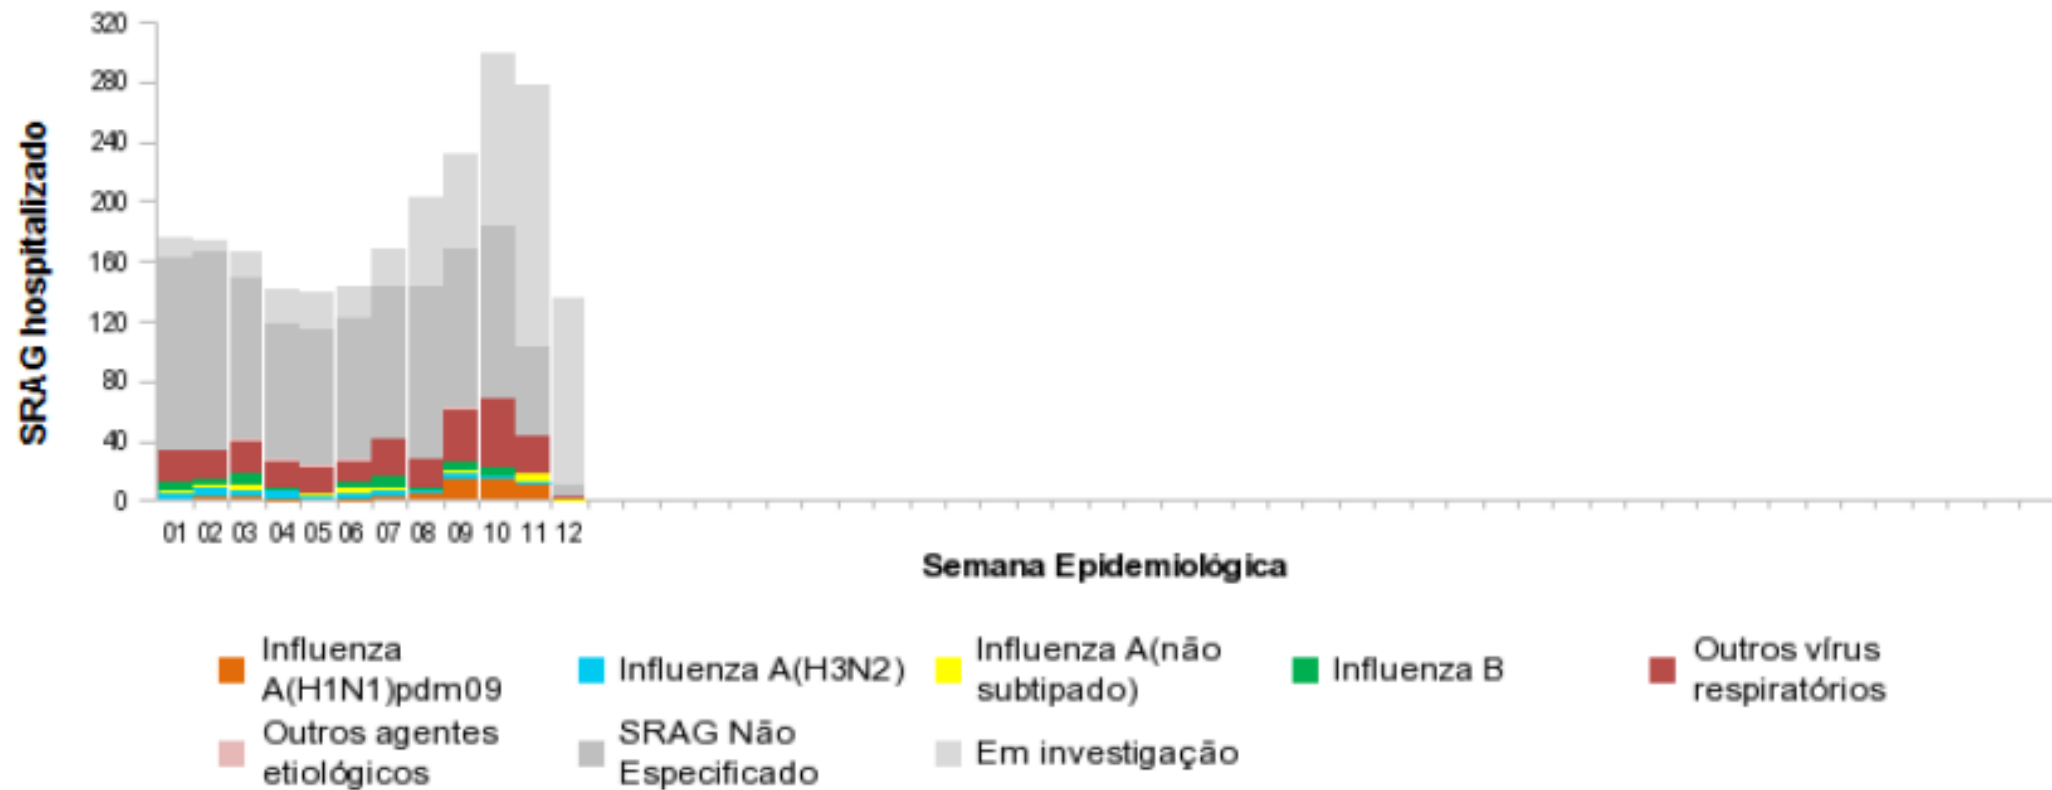 320
280
240
200
160
120
80
40
0
SRAG hospitalizado
01 02 03 04 05 06 07 08 09 10 11 12
Semana Epidemiológica
Influenza
A(H1N1)pdm09
Influenza A(H3N2)
Influenza A(não
subtipado)
Influenza B
Outros vírus
respiratórios
Outros agentes
etiológicos
SRAG Não
Especificado
Em investigação